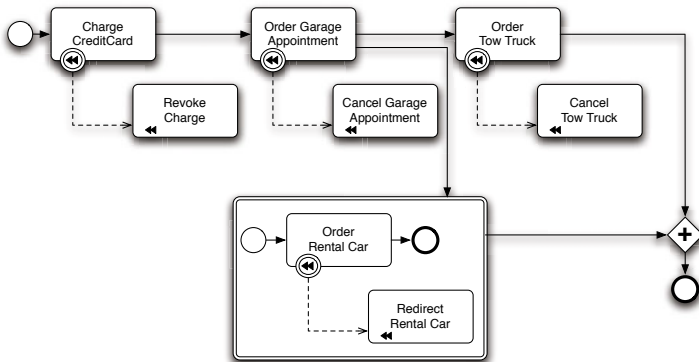 Charge
CreditCard
Order Garage
Appointment
Order
Tow Truck
Revoke
Charge
Cancel Garage
Appointment
Cancel
Tow Truck
Order
Rental Car
Redirect
Rental Car